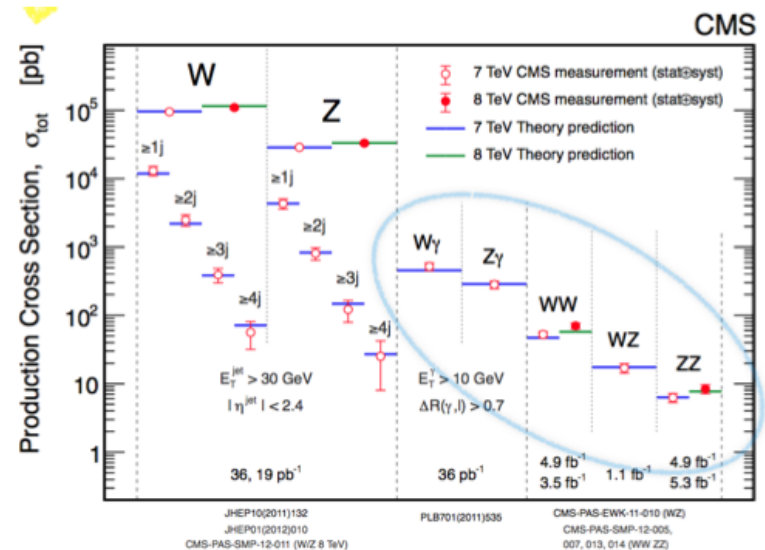 CMS
Production Cross Section, σtot [pb]
10⁵
10⁴
10³
10²
10
1
W
Z
≥1j
≥2j
≥3j
≥4j
≥1j
≥2j
≥3j
≥4j
7 TeV CMS measurement (stat⊕syst)
8 TeV CMS measurement (stat⊕syst)
7 TeV Theory prediction
8 TeV Theory prediction
Wγ
Zγ
WW
WZ
ZZ
E_T^jet > 30 GeV
| η^jet | < 2.4
E_T^γ > 10 GeV
ΔR(γ,l) > 0.7
36, 19 pb⁻¹
36 pb⁻¹
4.9 fb⁻¹
3.5 fb⁻¹
1.1 fb⁻¹
4.9 fb⁻¹
5.3 fb⁻¹
JHEP10(2011)132
JHEP01(2012)010
CMS-PAS-SMP-12-011 (W/Z 8 TeV)
PLB701(2011)535
CMS-PAS-EWK-11-010 (WZ)
CMS-PAS-SMP-12-005,
007, 013, 014 (WW ZZ)